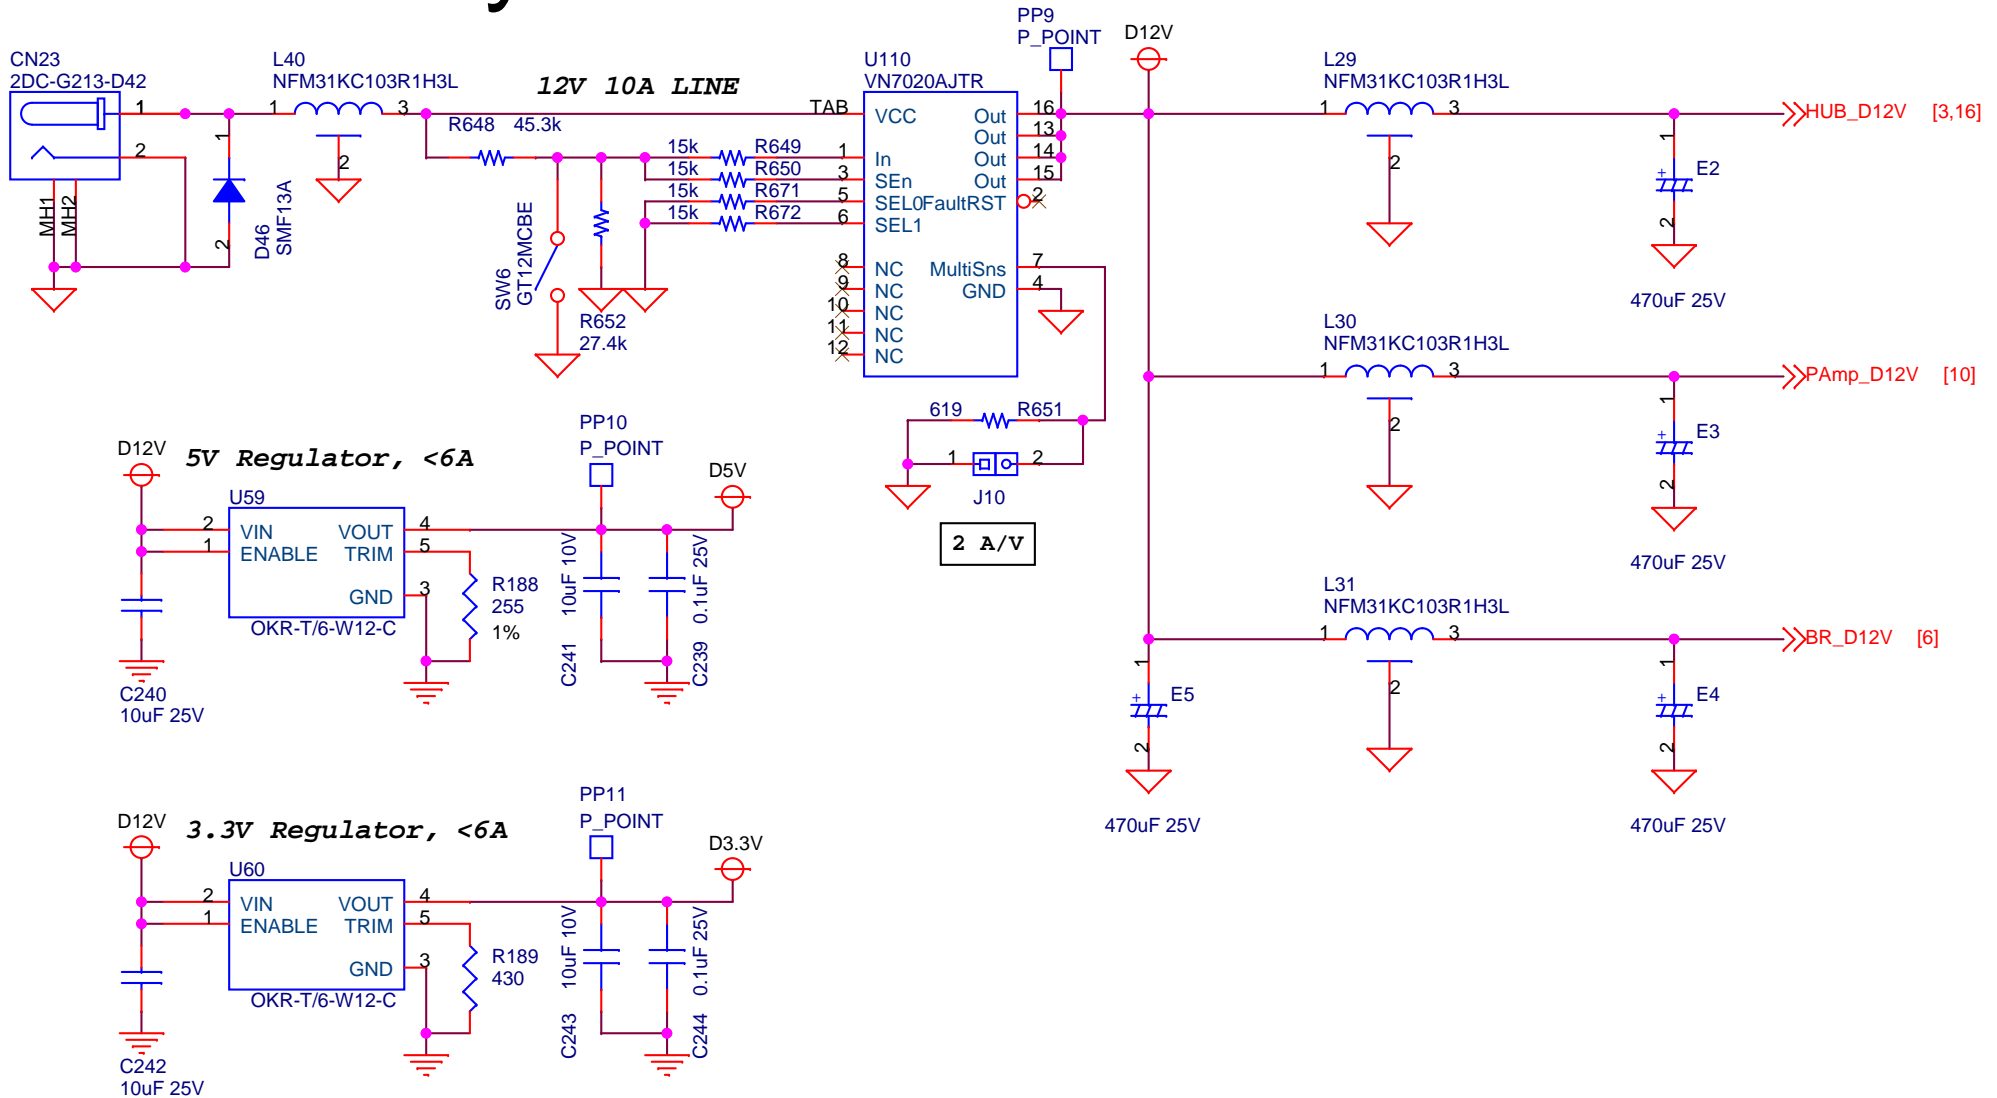 CN23
2DC-G213-D42
1
2
MH1
MH2
1
2
D46
SMF13A
L40
NFM31KC103R1H3L
1
3
2
12V 10A LINE
R648 45.3k
SW6
GT12MCBE
R652
27.4k
15k R649
15k R650
15k R671
15k R672
U110
VN7020AJTR
TAB VCC
1 In
3 SEn
5 SEL0
6 SEL1
8 NC
9 NC
10 NC
11 NC
12 NC
Out 16
Out 13
Out 14
Out 15
FaultRST 2
MultiSns 7
GND 4
PP9
P_POINT
D12V
619 R651
1 2
J10
2 A/V
L29
NFM31KC103R1H3L
1 3
2
HUB_D12V [3,16]
1
+ E2
2
470uF 25V
L30
NFM31KC103R1H3L
1 3
2
PAmp_D12V [10]
1
+ E3
2
470uF 25V
L31
NFM31KC103R1H3L
1 3
2
BR_D12V [6]
1
+ E5
2
470uF 25V
1
+ E4
2
470uF 25V
D12V
5V Regulator, <6A
U59
2 VIN VOUT 4
1 ENABLE TRIM 5
GND 3
OKR-T/6-W12-C
C240
10uF 25V
R188
255
1%
PP10
P_POINT
D5V
C241 10uF 10V
C239 0.1uF 25V
D12V
3.3V Regulator, <6A
U60
2 VIN VOUT 4
1 ENABLE TRIM 5
GND 3
OKR-T/6-W12-C
C242
10uF 25V
R189
430
PP11
P_POINT
D3.3V
C243 10uF 10V
C244 0.1uF 25V